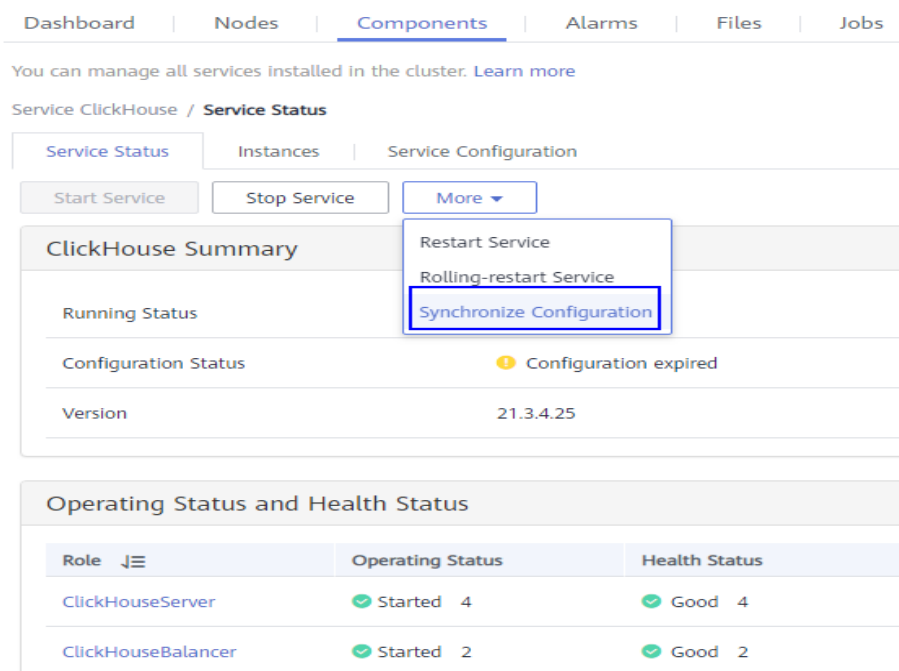 Dashboard Nodes Components Alarms Files Jobs
You can manage all services installed in the cluster. Learn more
Service ClickHouse / Service Status
Service Status Instances Service Configuration
Start Service Stop Service More
Restart Service
Rolling-restart Service
Synchronize Configuration
ClickHouse Summary
Running Status
Configuration Status Configuration expired
Version 21.3.4.25
Operating Status and Health Status
Role Operating Status Health Status
ClickHouseServer Started 4 Good 4
ClickHouseBalancer Started 2 Good 2